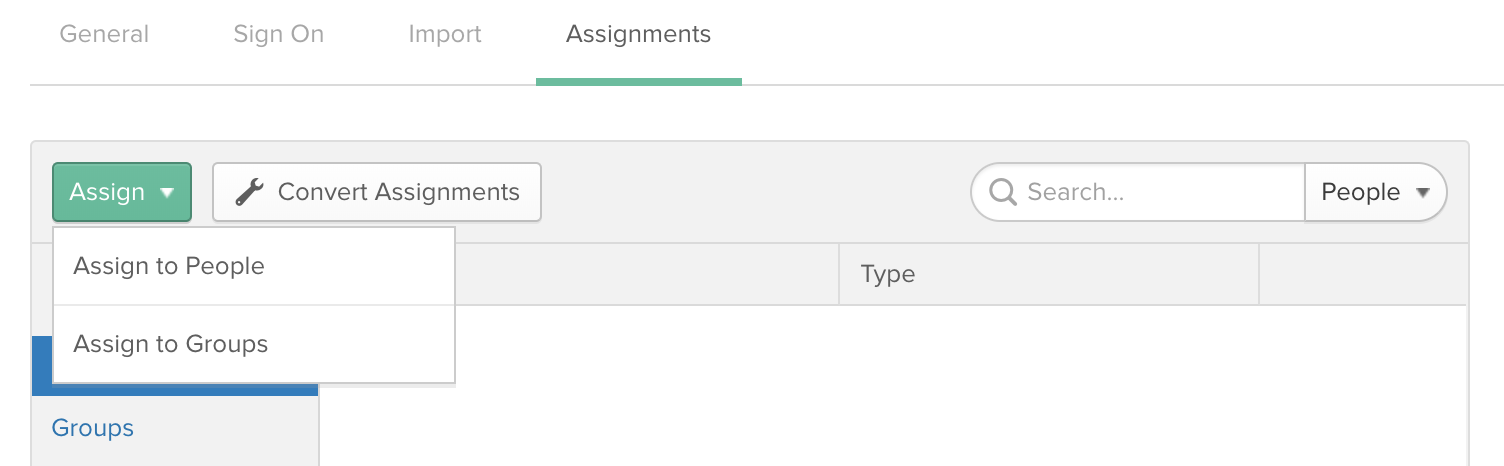 General Sign On Import Assignments
Assign Convert Assignments Search... People
Assign to People Type
Assign to Groups
Groups